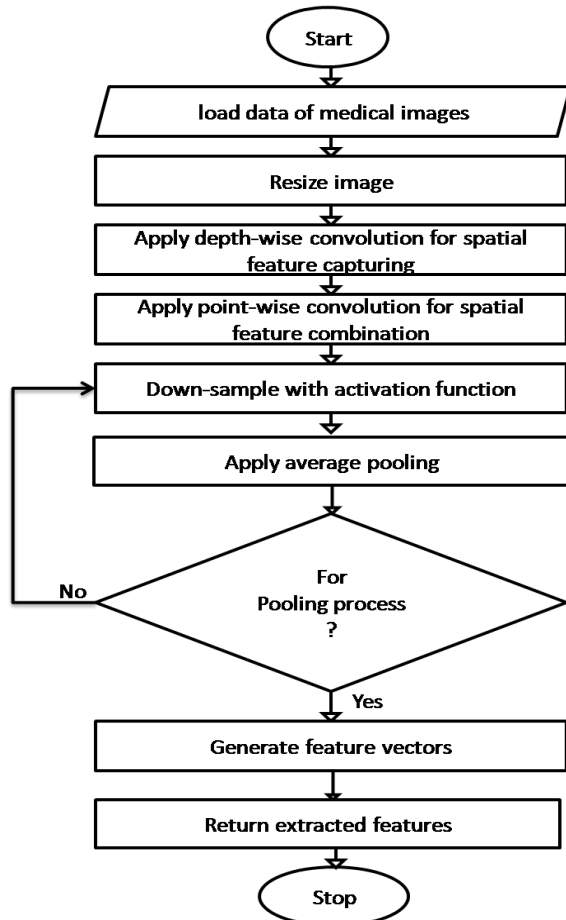 Start
load data of medical images
Resize image
Apply depth-wise convolution for spatial
feature capturing
Apply point-wise convolution for spatial
feature combination
Down-sample with activation function
Apply average pooling
For
Pooling process
?
No
Yes
Generate feature vectors
Return extracted features
Stop